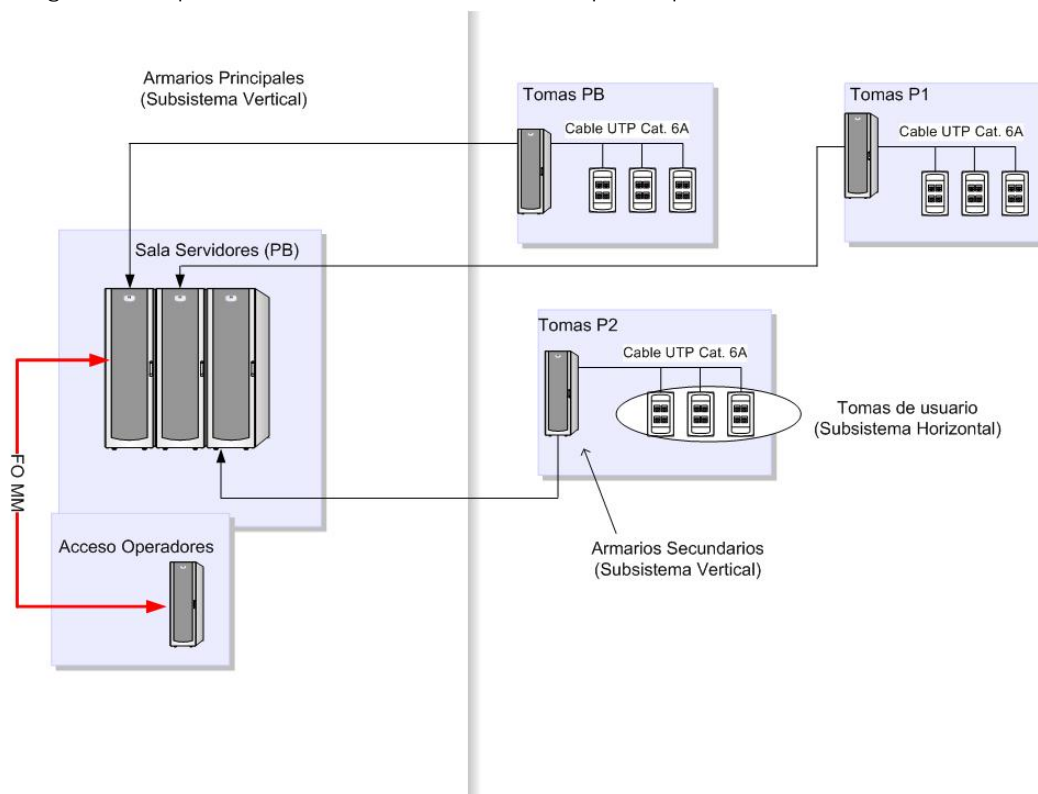 Armarios Principales
(Subsistema Vertical)
Tomas PB
Cable UTP Cat. 6A
Tomas P1
Cable UTP Cat. 6A
Sala Servidores (PB)
Tomas P2
Cable UTP Cat. 6A
Tomas de usuario
(Subsistema Horizontal)
FO MM
Acceso Operadores
Armarios Secundarios
(Subsistema Vertical)